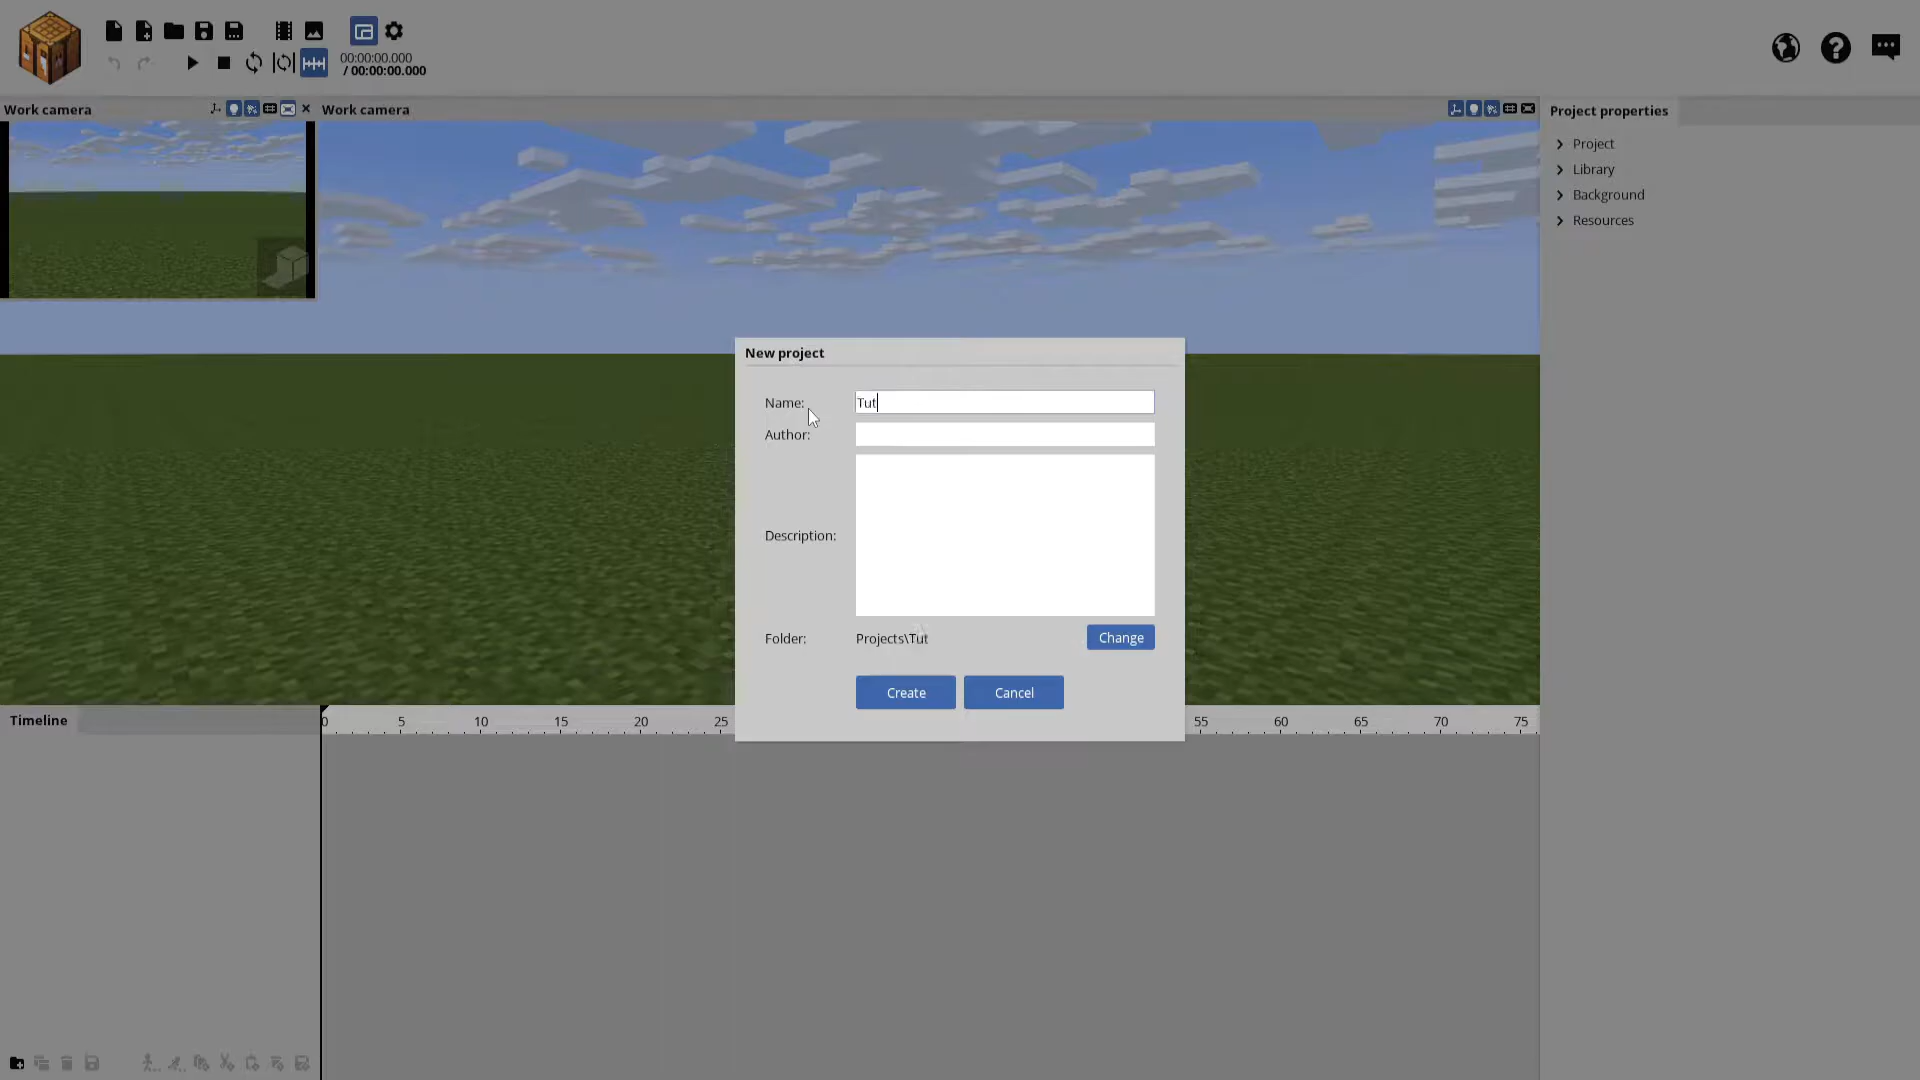 00:00:00.000
/ 00:00:00.000
Work camera
Work camera
Project properties
Project
Library
Background
Resources
New project
Name: Tut
Author:
Description:
Folder: Projects\Tut Change
Create Cancel
Timeline
0 5 10 15 20 25 55 60 65 70 75